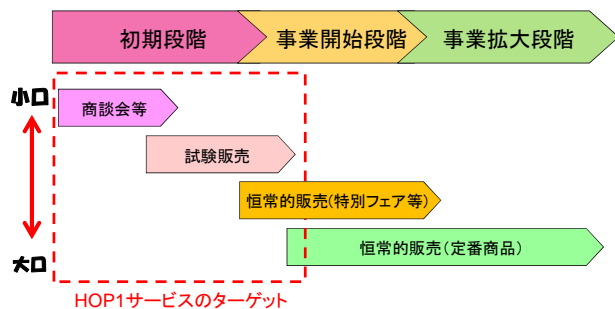 初期段階
事業開始段階
事業拡大段階
小口
商談会等
試験販売
恒常的販売(特別フェア等)
恒常的販売(定番商品)
大口
HOP1サービスのターゲット